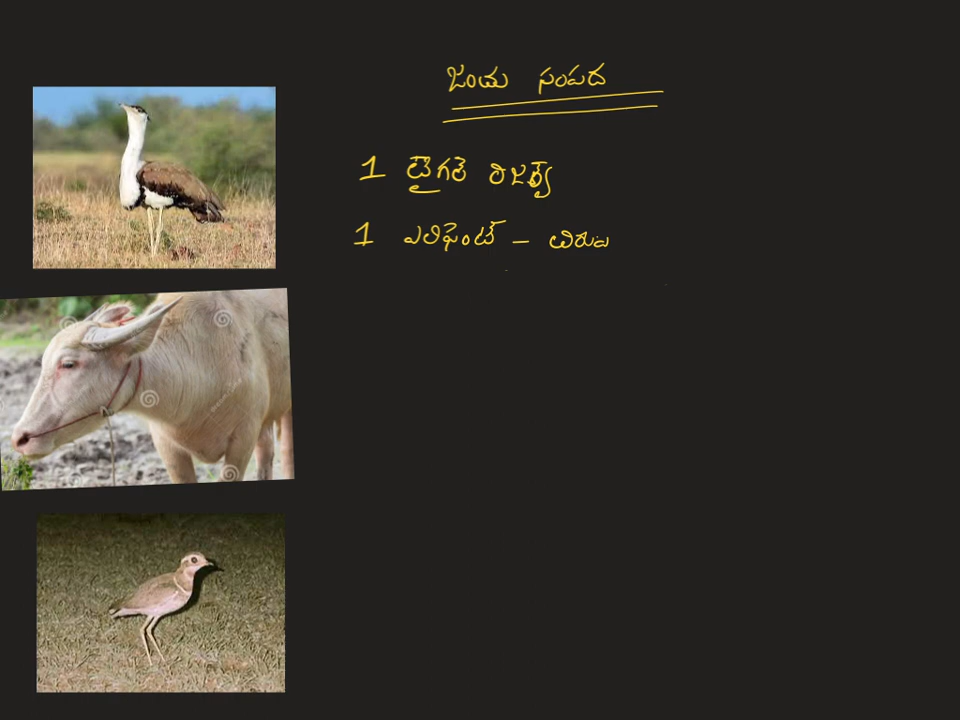 జంతు సంపద
1 టైగర్ రిజర్వ్
1 ఎలిఫెంట్ – తిరుప